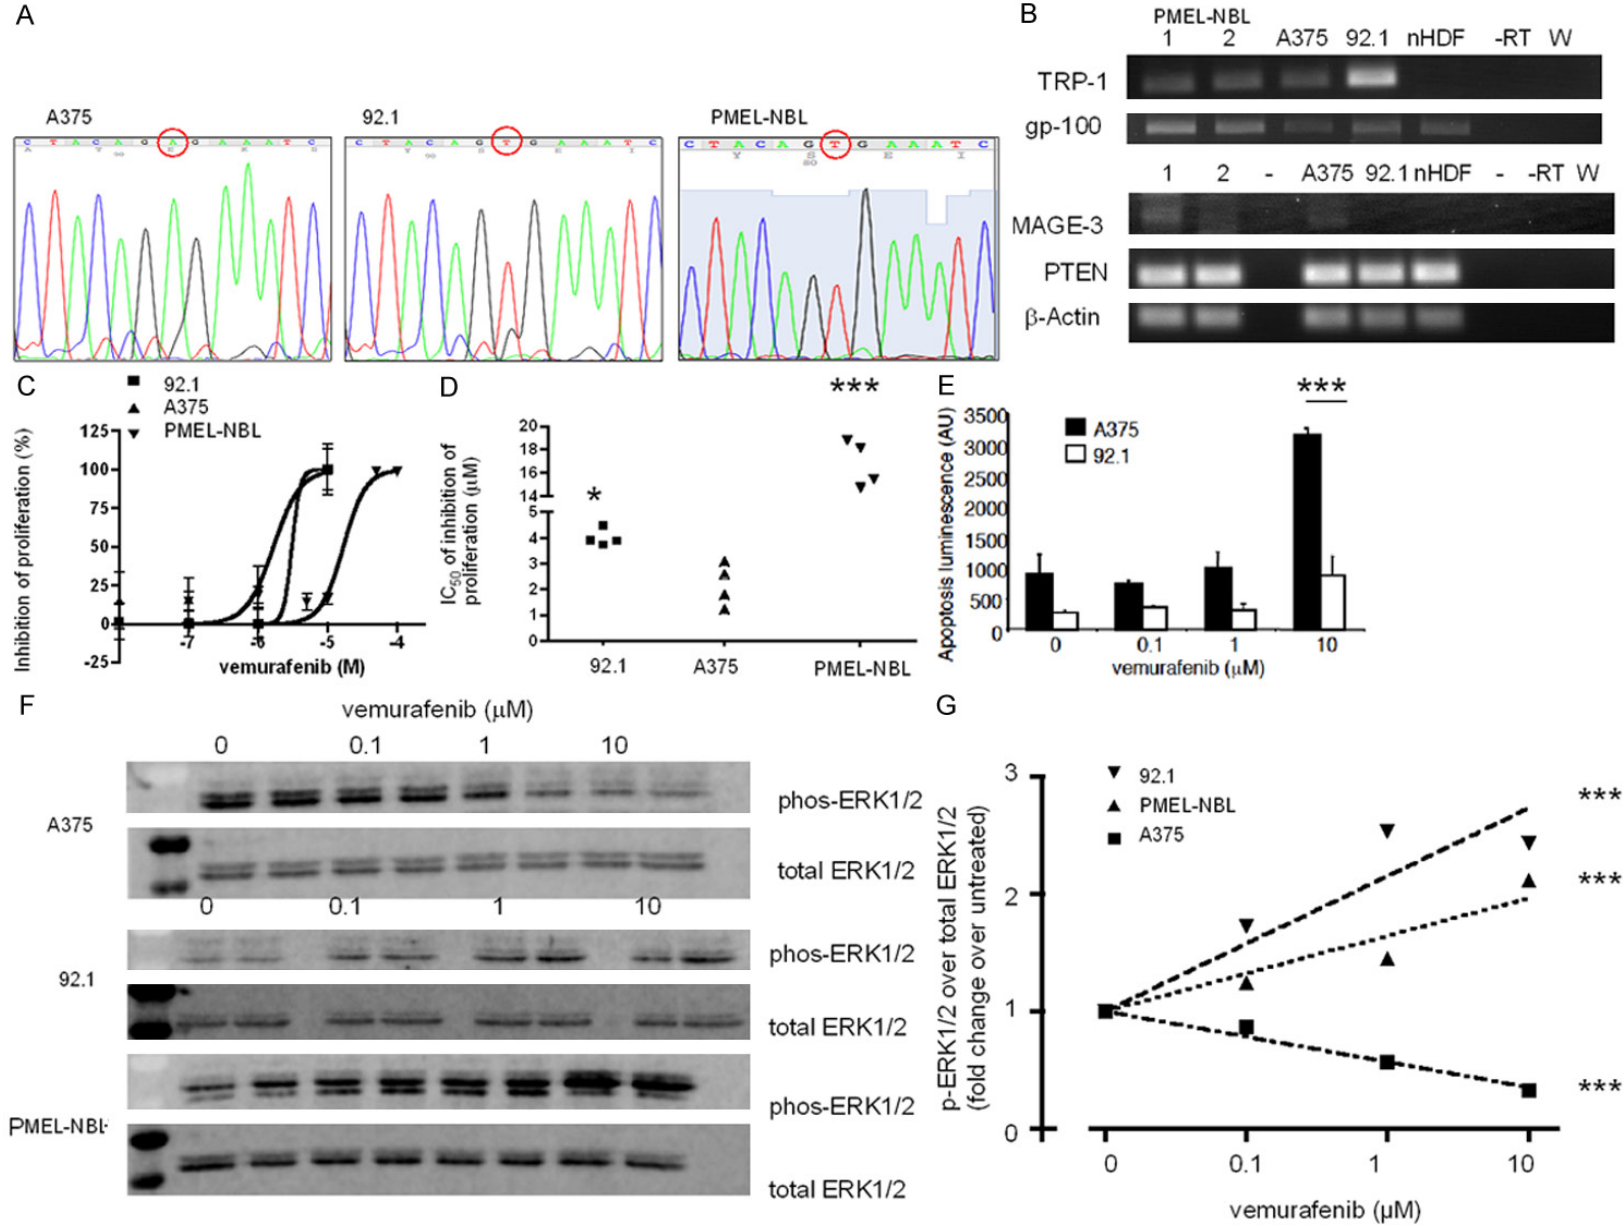 A
A375
C T A C A G A G A A A T C
92.1
C T A C A G T G A A A T C
Y S E I
90
PMEL-NBL
C T A C A G T G A A A T C
Y S E I
80
B
PMEL-NBL
1 2 A375 92.1 nHDF -RT W
TRP-1
gp-100
1 2 - A375 92.1 nHDF - -RT W
MAGE-3
PTEN
β-Actin
C
92.1
A375
PMEL-NBL
Inhibition of proliferation (%)
125
100
75
50
25
0
-25
-7 -6 -5 -4
vemurafenib (M)
D
***
IC50 of inhibition of
proliferation (μM)
20
18
16
14
5
4
3
2
1
0
*
92.1 A375 PMEL-NBL
E
***
Apoptosis luminescence (AU)
3500
3000
2500
2000
1500
1000
500
0
A375
92.1
0 0.1 1 10
vemurafenib (μM)
F
vemurafenib (μM)
0 0.1 1 10
A375
phos-ERK1/2
total ERK1/2
0 0.1 1 10
92.1
phos-ERK1/2
total ERK1/2
PMEL-NBL
phos-ERK1/2
total ERK1/2
G
p-ERK1/2 over total ERK1/2
(fold change over untreated)
3
2
1
0
92.1
PMEL-NBL
A375
***
***
***
0 0.1 1 10
vemurafenib (μM)